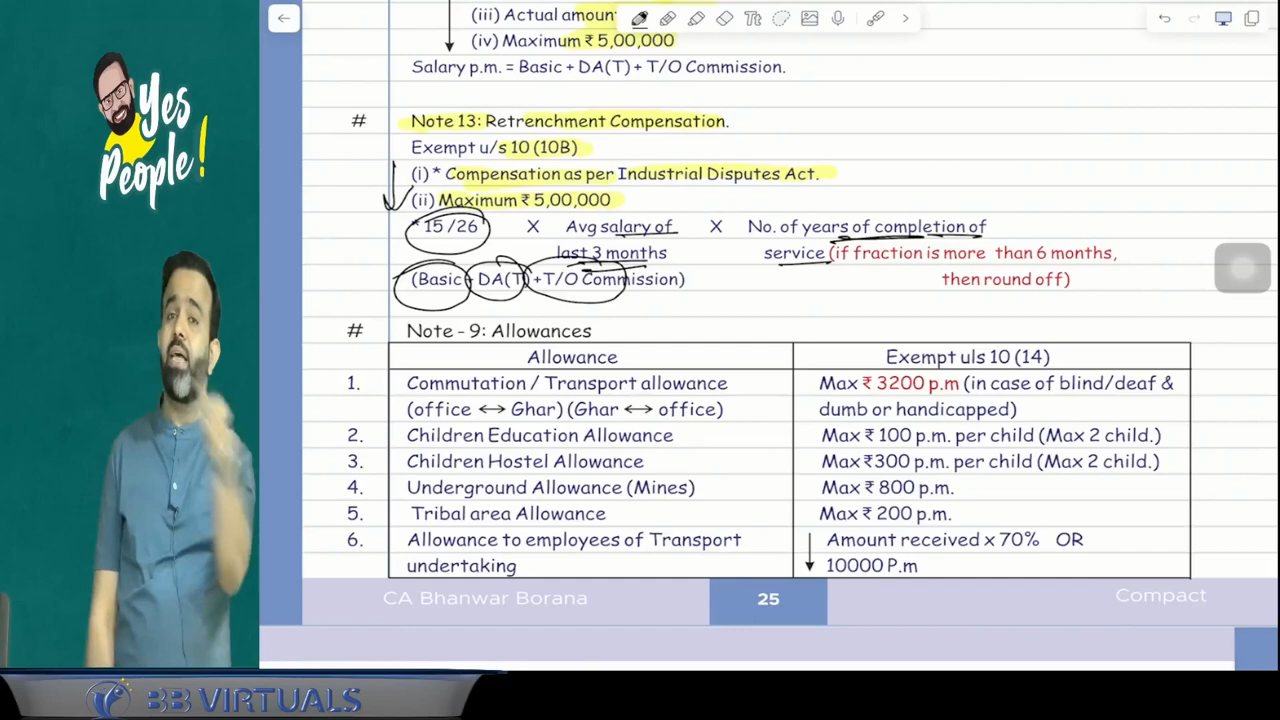 Yes
People!
(iii) Actual amount
(iv) Maximum ₹ 5,00,000
Salary p.m. = Basic + DA(T) + T/O Commission.
# Note 13: Retrenchment Compensation.
Exempt u/s 10 (10B)
(i) * Compensation as per Industrial Disputes Act.
(ii) Maximum ₹ 5,00,000
* 15 /26 X Avg salary of X No. of years of completion of
last 3 months service (if fraction is more than 6 months,
(Basic + DA(T) +T/O Commission) then round off)
# Note - 9: Allowances
Allowance Exempt uls 10 (14)
1. Commutation / Transport allowance Max ₹ 3200 p.m (in case of blind/deaf &
(office ↔ Ghar) (Ghar ↔ office) dumb or handicapped)
2. Children Education Allowance Max ₹ 100 p.m. per child (Max 2 child.)
3. Children Hostel Allowance Max ₹300 p.m. per child (Max 2 child.)
4. Underground Allowance (Mines) Max ₹ 800 p.m.
5. Tribal area Allowance Max ₹ 200 p.m.
6. Allowance to employees of Transport Amount received x 70% OR
undertaking 10000 P.m
CA Bhanwar Borana 25 Compact
BB VIRTUALS